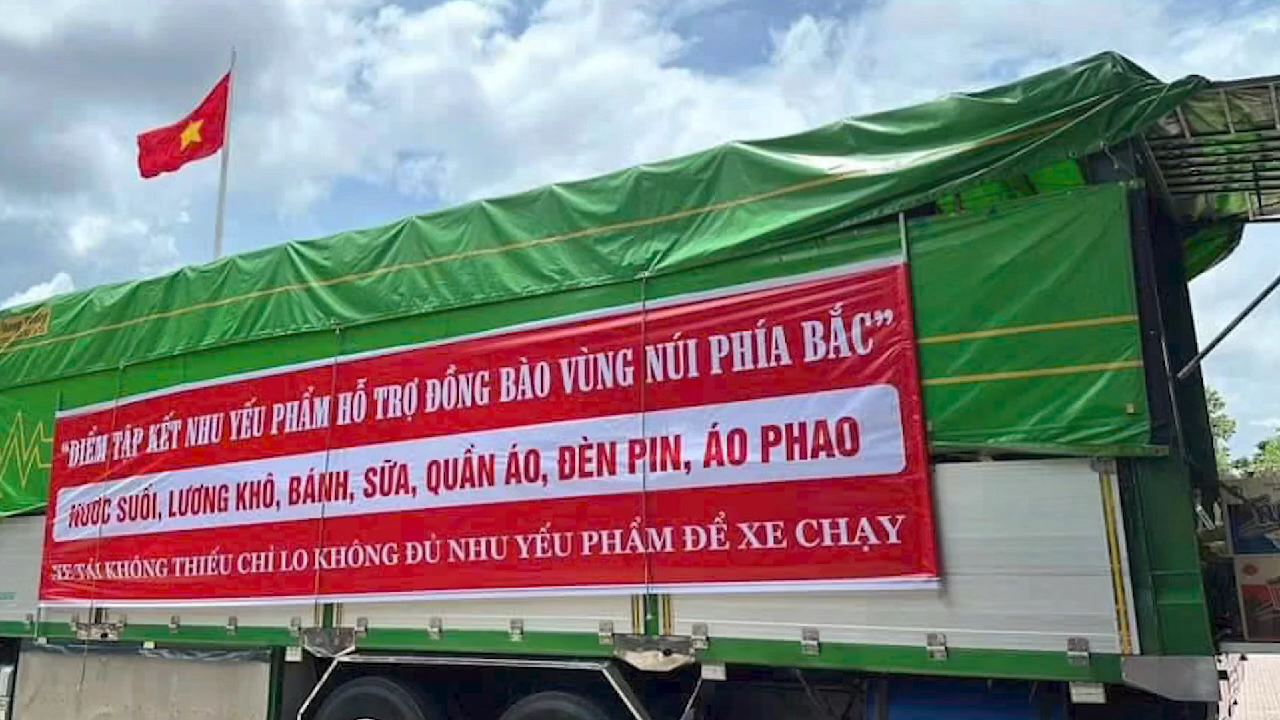 “ĐIỂM TẬP KẾT NHU YẾU PHẨM HỖ TRỢ ĐỒNG BÀO VÙNG NÚI PHÍA BẮC”
NƯỚC SUỐI, LƯƠNG KHÔ, BÁNH, SỮA, QUẦN ÁO, ĐÈN PIN, ÁO PHAO
XE TẢI KHÔNG THIẾU CHỈ LO KHÔNG ĐỦ NHU YẾU PHẨM ĐỂ XE CHẠY